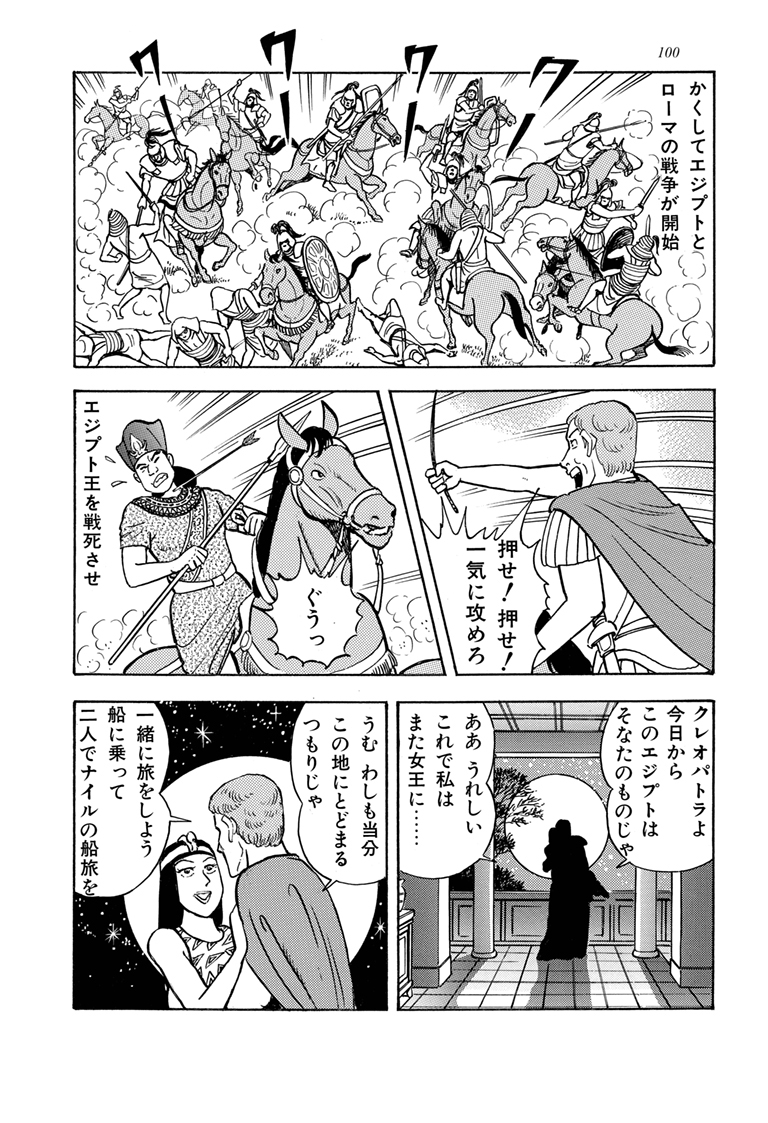 100
かくしてエジプトと
ローマの戦争が開始
ワー
ワー
ワー
ワー
押せ！押せ！
一気に攻めろ
エジプト王を戦死させ
ぐうっ
クレオパトラよ
今日から
このエジプトは
そなたのものじゃ
ああ うれしい
これで私は
また女王に……
うむ わしも当分
この地にとどまる
つもりじゃ
一緒に旅をしよう
船に乗って
二人でナイルの船旅を